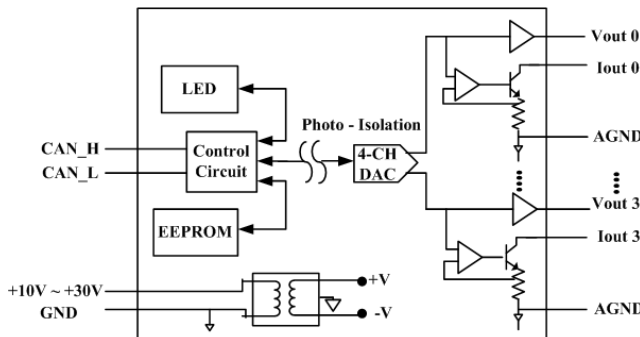 Vout 0
Iout 0
LED
Photo - Isolation
CAN_H
CAN_L
Control
Circuit
4-CH
DAC
AGND
Vout 3
EEPROM
Iout 3
+10V ~ +30V
GND
+V
-V
AGND